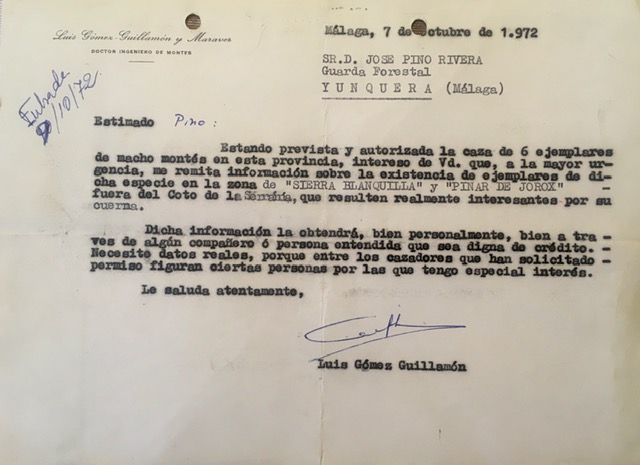 Luis Gómez-Guillamón y Maraver
DOCTOR INGENIERO DE MONTES
Málaga, 7 de octubre de 1.972
SR.D. JOSE PINO RIVERA
Guarda Forestal
YUNQUERA (Málaga)
/10/72
Estimado Pino:
Estando prevista y autorizada la caza de 6 ejemplares
de macho montés en esta provincia, intereso de Vd. que, a la mayor ur-
gencia, me remita información sobre la existencia de ejemplares de di-
cha especie en la zona de "SIERRA BLANQUILLA" y "PINAR DE JOROX"
fuera del Coto de la Serranía, que resulten realmente interesantes por su
cuerna.
Dicha información la obtendrá, bien personalmente, bien a tra-
ves de algún compañero ó persona entendida que sea digna de crédito.-
Necesito datos reales, porque entre los cazadores que han solicitado -
permiso figuran ciertas personas por las que tengo especial interés.
Le saluda atentamente,
Luis Gómez Guillamón